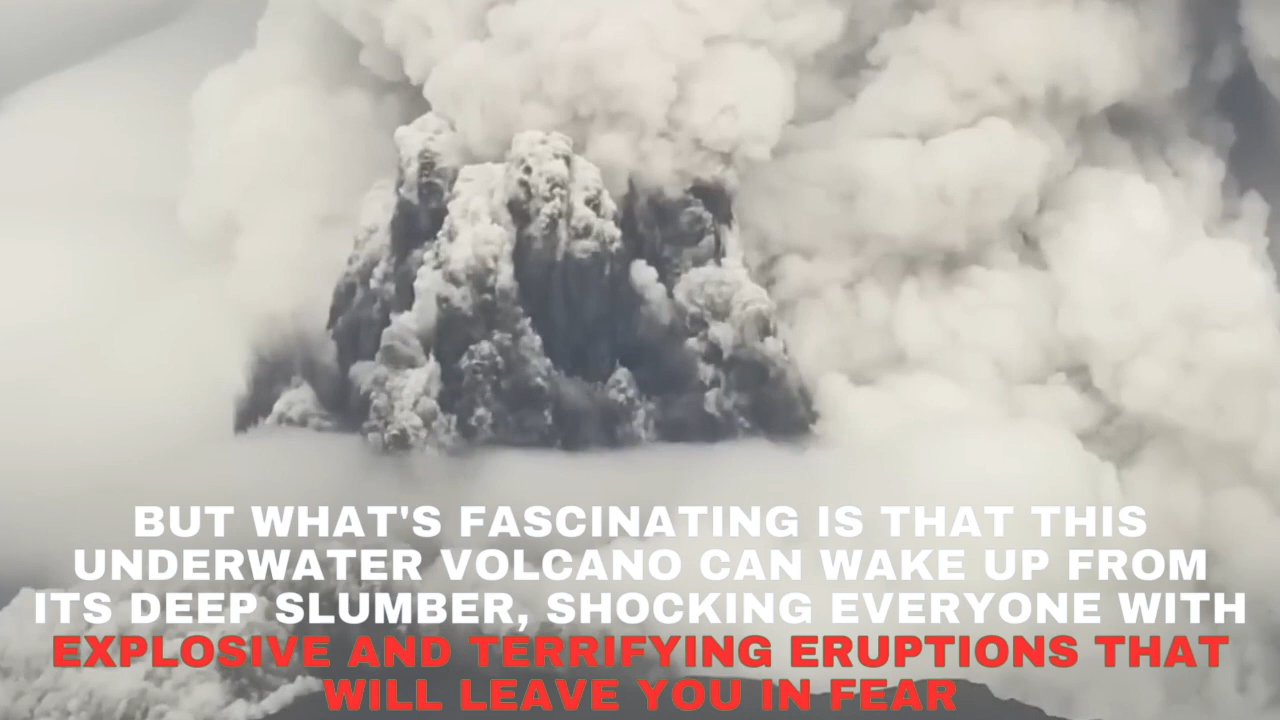 BUT WHAT'S FASCINATING IS THAT THIS
UNDERWATER VOLCANO CAN WAKE UP FROM
ITS DEEP SLUMBER, SHOCKING EVERYONE WITH
EXPLOSIVE AND TERRIFYING ERUPTIONS THAT
WILL LEAVE YOU IN FEAR